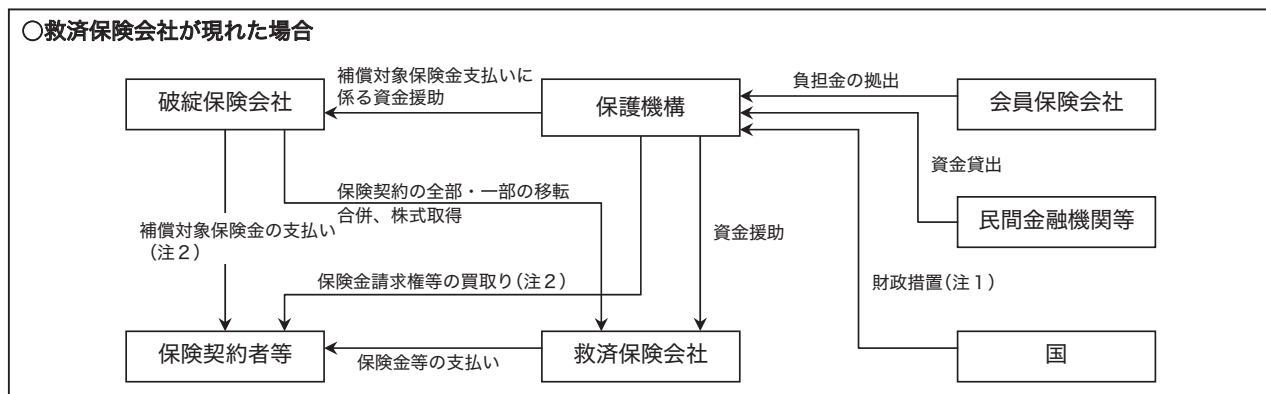 ○救済保険会社が現れた場合
補償対象保険金支払いに
係る資金援助
負担金の拠出
破綻保険会社
保護機構
会員保険会社
資金貸出
保険契約の全部・一部の移転
合併、株式取得
民間金融機関等
補償対象保険金の支払い
(注2)
資金援助
保険金請求権等の買取り(注2)
財政措置(注1)
保険契約者等
救済保険会社
国
保険金等の支払い